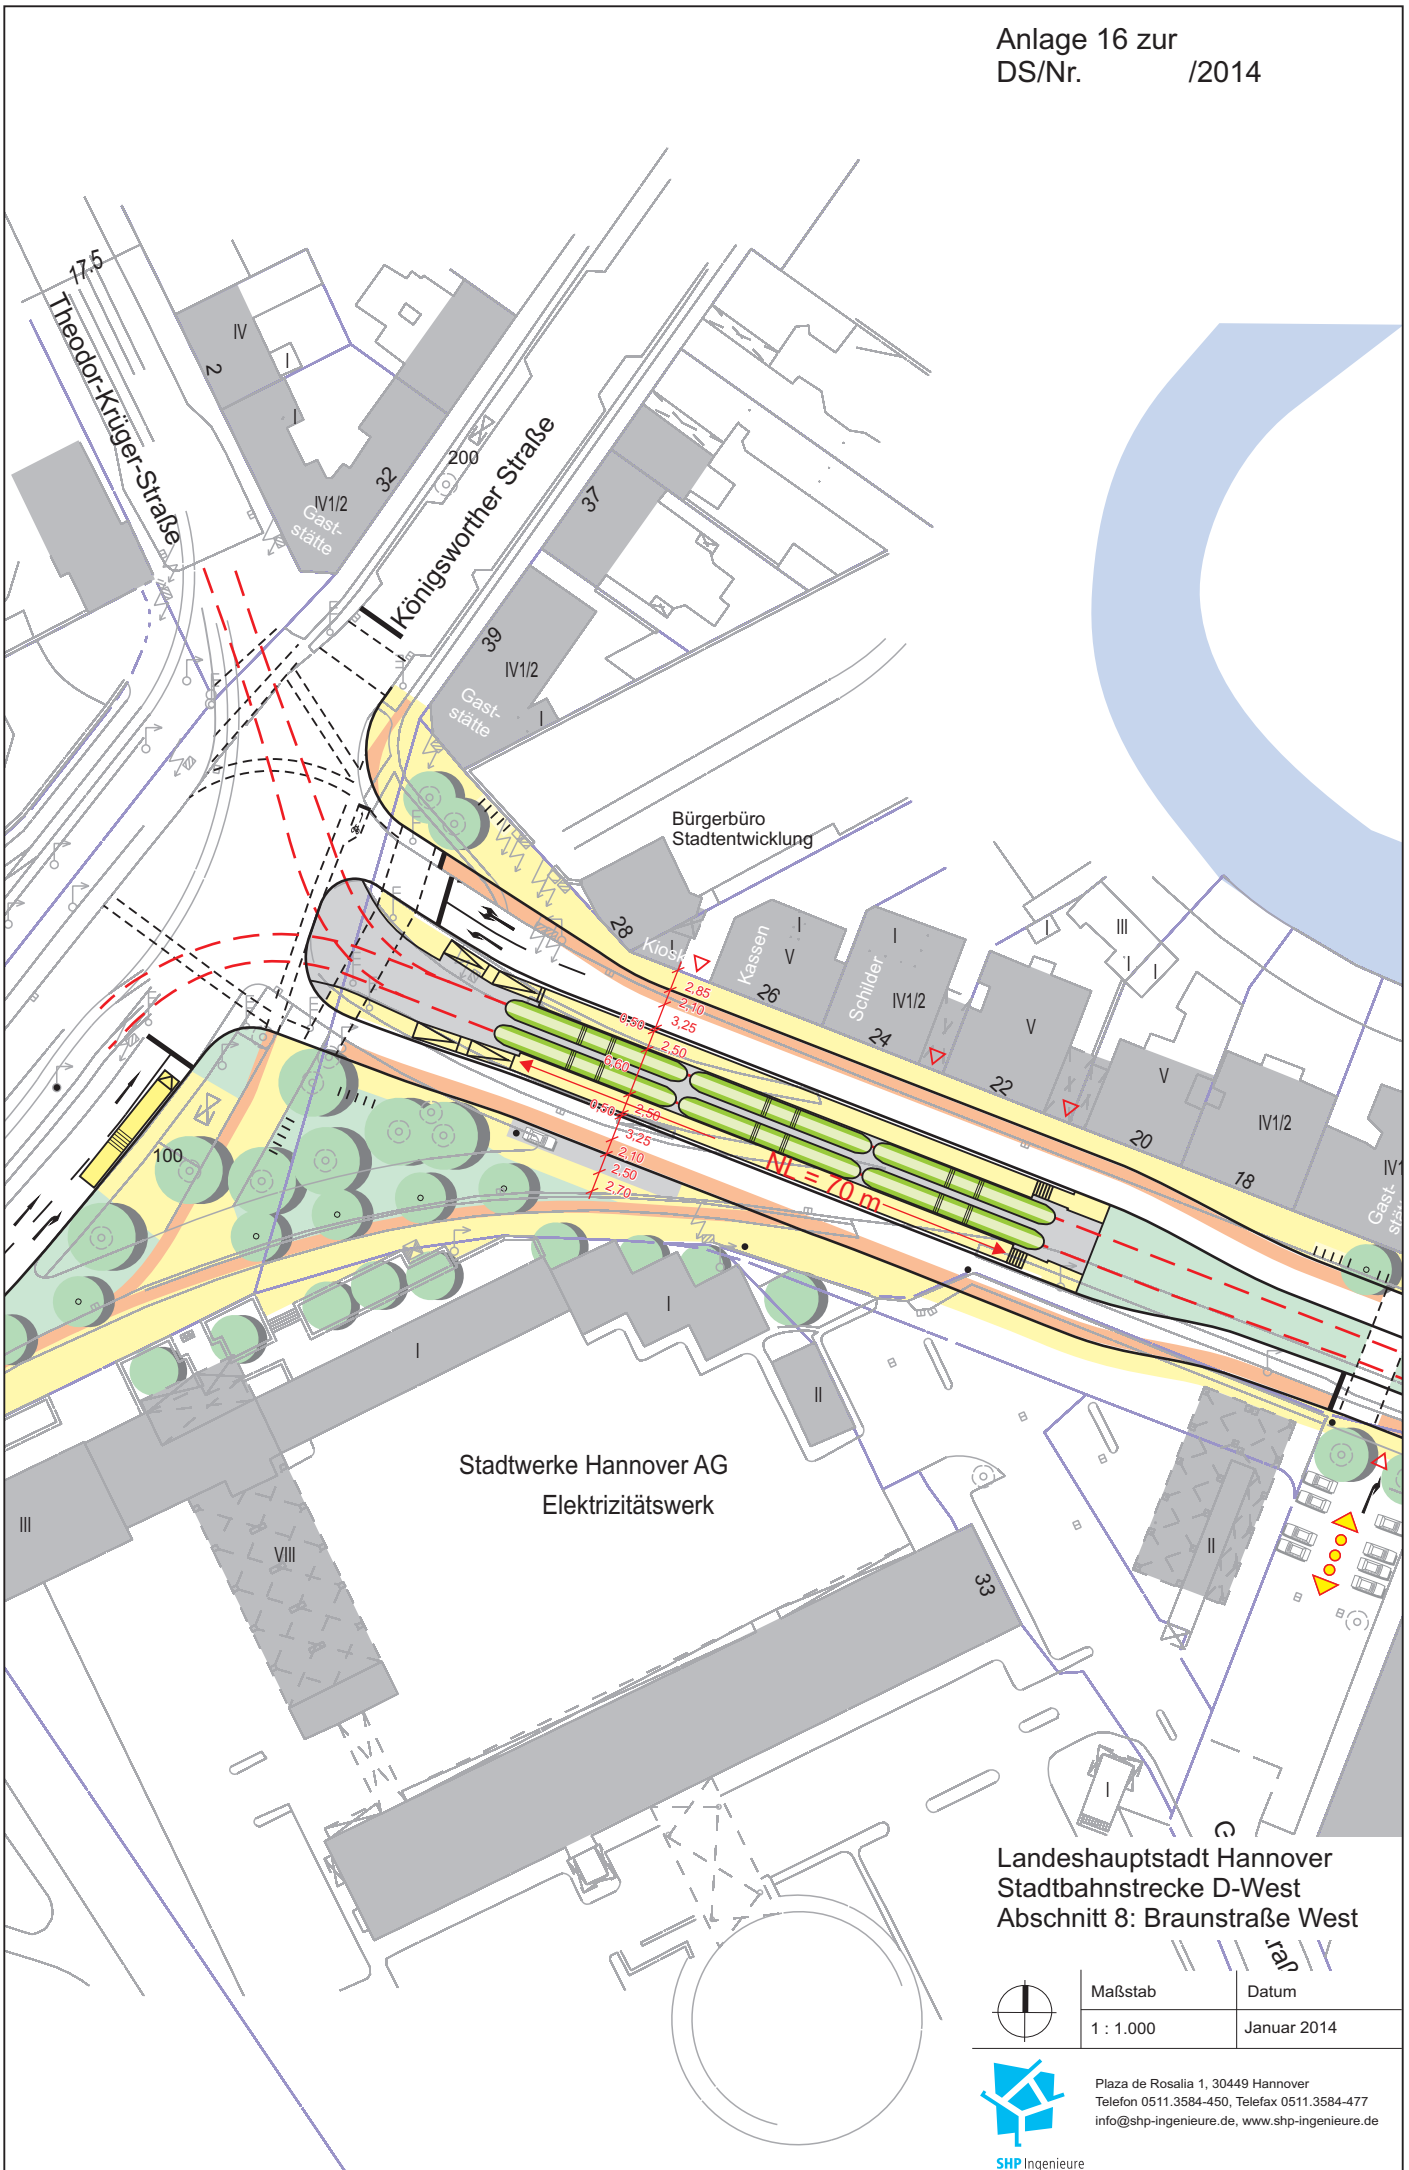 Anlage 16 zur
DS/Nr. /2014
17.5
Theodor-Krüger-Straße
IV
I
2
I
32
IV1/2
Gast-
stätte
200
Königsworther Straße
37
39
IV1/2
Gast-
stätte
I
Bürgerbüro
Stadtentwicklung
28
Kiosk
I
Kassen
I
V
26
Schilder
I
IV1/2
24
V
22
I
III
I
I
V
20
IV1/2
18
Gast-
2,85
2,10
3,25
0,50
2,50
6,60
2,50
0,50
3,25
2,10
2,50
2,70
NL = 70 m
100
I
I
II
III
VIII
Stadtwerke Hannover AG
Elektrizitätswerk
33
II
I
Landeshauptstadt Hannover
Stadtbahnstrecke D-West
Abschnitt 8: Braunstraße West
Maßstab
Datum
1 : 1.000
Januar 2014
Plaza de Rosalia 1, 30449 Hannover
Telefon 0511.3584-450, Telefax 0511.3584-477
info@shp-ingenieure.de, www.shp-ingenieure.de
SHP Ingenieure